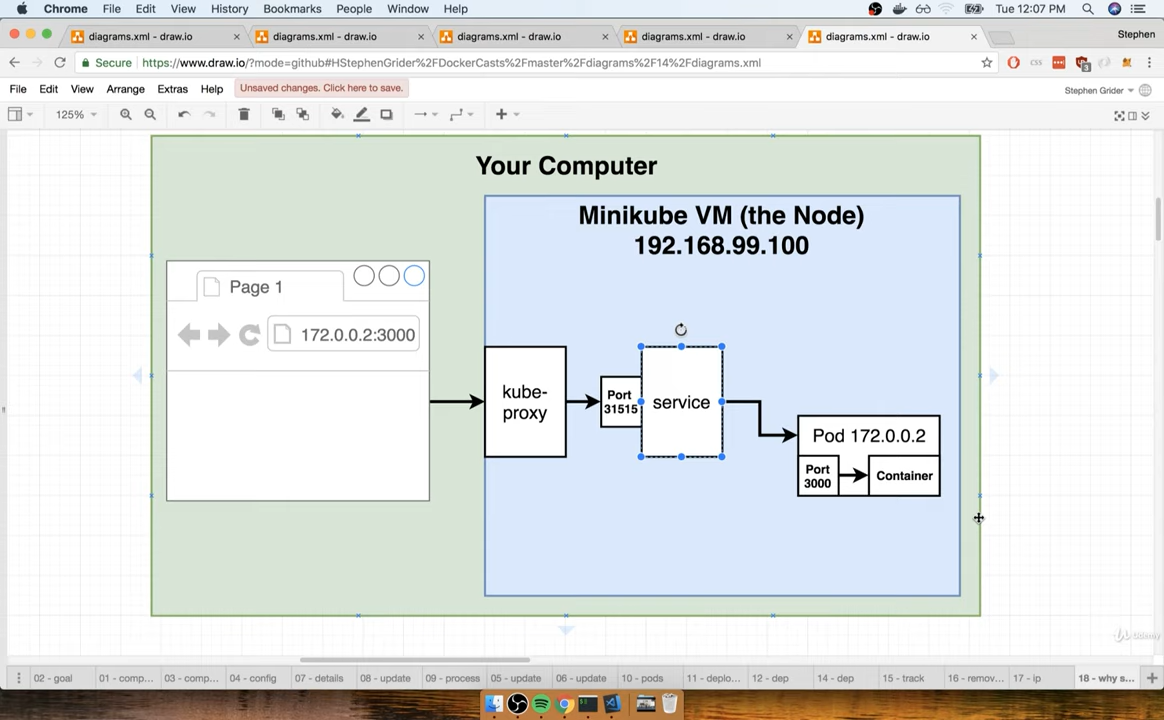 Chrome File Edit View History Bookmarks People Window Help Tue 12:07 PM
diagrams.xml - draw.io diagrams.xml - draw.io diagrams.xml - draw.io diagrams.xml - draw.io diagrams.xml - draw.io Stephen
Secure https://www.draw.io/?mode=github#HStephenGrider%2FDockerCasts%2Fmaster%2Fdiagrams%2F14%2Fdiagrams.xml
File Edit View Arrange Extras Help Unsaved changes. Click here to save. Stephen Grider
125%
Your Computer
Minikube VM (the Node)
192.168.99.100
Page 1
172.0.0.2:3000
kube-
proxy
Port
31515
service
Pod 172.0.0.2
Port
3000
Container
Udemy
02 - goal 01 - comp... 03 - comp... 04 - config 07 - details 08 - update 09 - process 05 - update 06 - update 10 - pods 11 - deplo... 12 - dep 14 - dep 15 - track 16 - remov... 17 - ip 18 - why s...